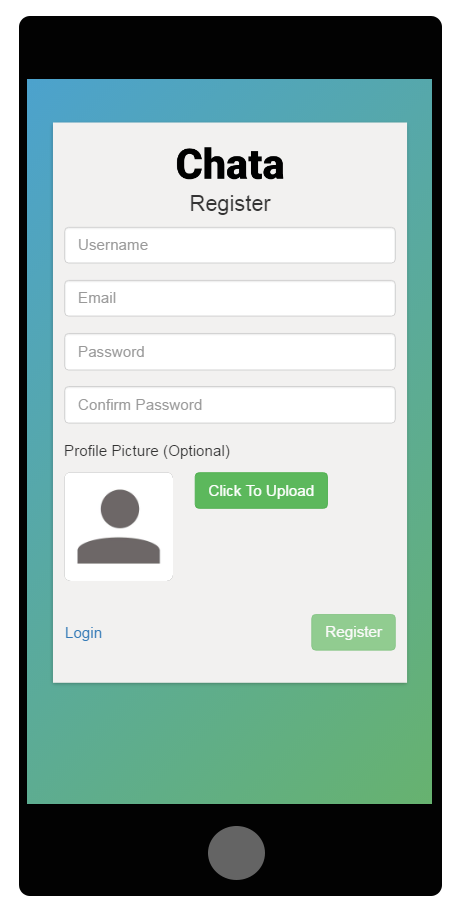 Chata
Register
Username
Email
Password
Confirm Password
Profile Picture (Optional)
Click To Upload
Login
Register